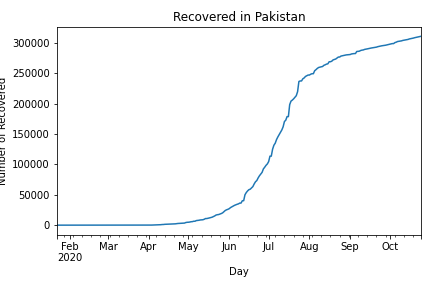 Recovered in Pakistan
Number of Recovered
300000
250000
200000
150000
100000
50000
0
Feb Mar Apr May Jun Jul Aug Sep Oct
2020
Day